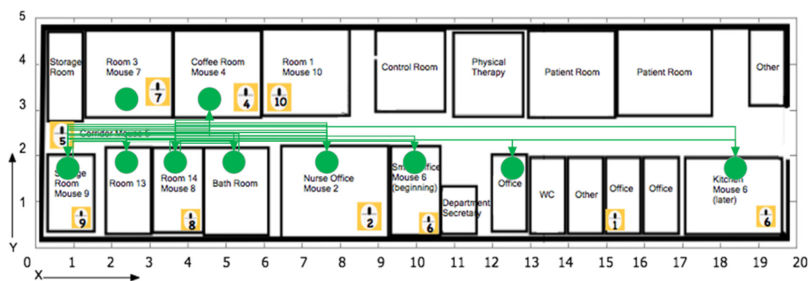 5
4
3
2
1
Y
Storage
Room
Room 3
Mouse 7
7
Coffee Room
Mouse 4
4
Room 1
Mouse 10
10
Control Room
Physical
Therapy
Patient Room
Patient Room
Other
5
Corridor Mouse 5
Storage
Room
Mouse 9
9
Room 13
Room 14
Mouse 8
8
Bath Room
Nurse Office
Mouse 2
2
Small Office
Mouse 6
(beginning)
6
Department
Secretary
Office
WC
Other
Office
1
Office
Kitchen
Mouse 6
(later)
6
0 1 2 3 4 5 6 7 8 9 10 11 12 13 14 15 16 17 18 19 20
X